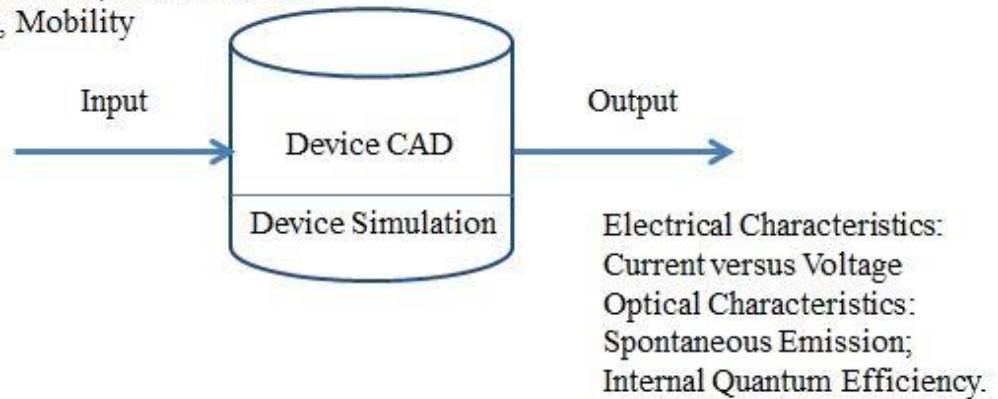 , Mobility
Input
Output
Device CAD
Device Simulation
Electrical Characteristics:
Current versus Voltage
Optical Characteristics:
Spontaneous Emission;
Internal Quantum Efficiency.